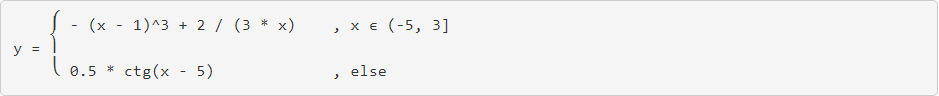 - (x - 1)^3 + 2 / (3 * x) , x ∈ (-5, 3]
y =
0.5 * ctg(x - 5) , else